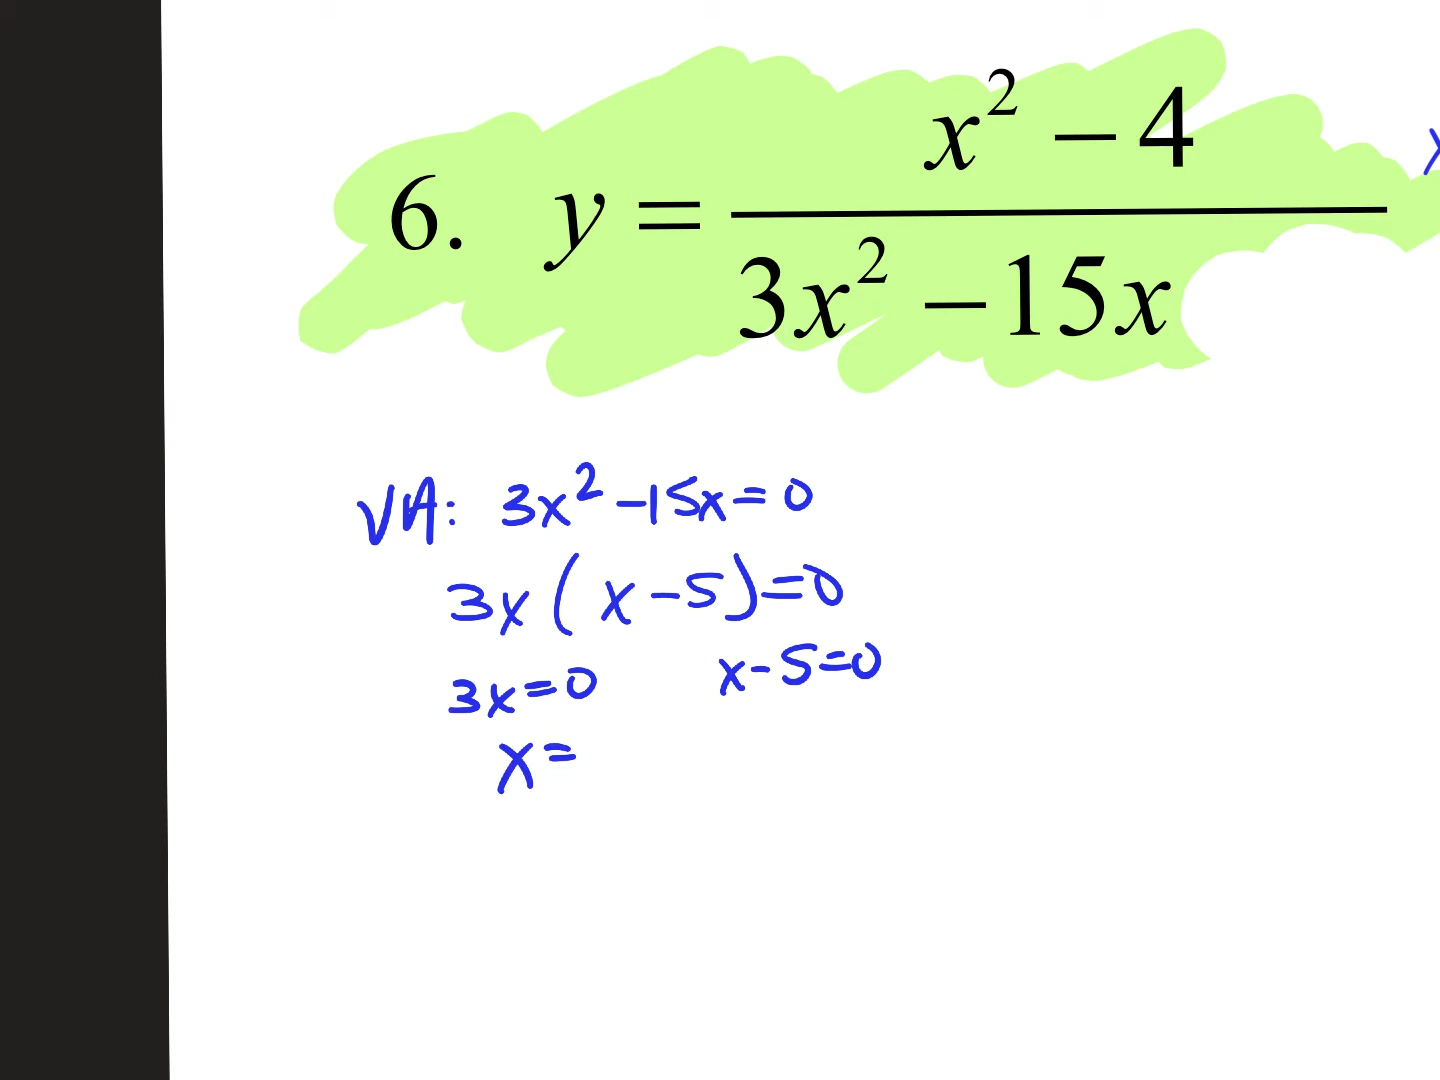 6. y = x² − 4 / 3x² − 15x
VA: 3x² − 15x = 0
3x ( x − 5 ) = 0
3x = 0 x − 5 = 0
x =